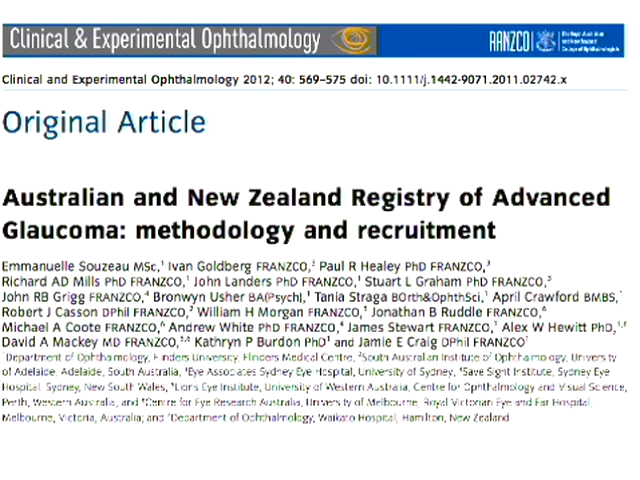 Clinical & Experimental Ophthalmology
RANZCO
Clinical and Experimental Ophthalmology 2012; 40: 569–575 doi: 10.1111/j.1442-9071.2011.02742.x
Original Article
Australian and New Zealand Registry of Advanced
Glaucoma: methodology and recruitment
Emmanuelle Souzeau MSc,¹ Ivan Goldberg FRANZCO,² Paul R Healey PhD FRANZCO,³
Richard AD Mills PhD FRANZCO,¹ John Landers PhD FRANZCO,¹ Stuart L Graham PhD FRANZCO,³
John RB Grigg FRANZCO,⁴ Bronwyn Usher BA(Psych),¹ Tania Straga BOrth&OphthSci,¹ April Crawford BMBS,¹
Robert J Casson DPhil FRANZCO,² William H Morgan FRANZCO,⁵ Jonathan B Ruddle FRANZCO,⁶
Michael A Coote FRANZCO,⁶ Andrew White PhD FRANZCO,⁴ James Stewart FRANZCO,⁷ Alex W Hewitt PhD,
David A Mackey MD FRANZCO, Kathryn P Burdon PhD¹ and Jamie E Craig DPhil FRANZCO¹
¹Department of Ophthalmology, Flinders University, Flinders Medical Centre, ²South Australian Institute of Ophthalmology, University
of Adelaide, Adelaide, South Australia, ³Eye Associates Sydney Eye Hospital, University of Sydney, ⁴Save Sight Institute, Sydney Eye
Hospital, Sydney, New South Wales, ⁵Lions Eye Institute, University of Western Australia, Centre for Ophthalmology and Visual Science,
Perth, Western Australia, and ⁶Centre for Eye Research Australia, University of Melbourne, Royal Victorian Eye and Ear Hospital,
Melbourne, Victoria, Australia; and ⁷Department of Ophthalmology, Waikato Hospital, Hamilton, New Zealand